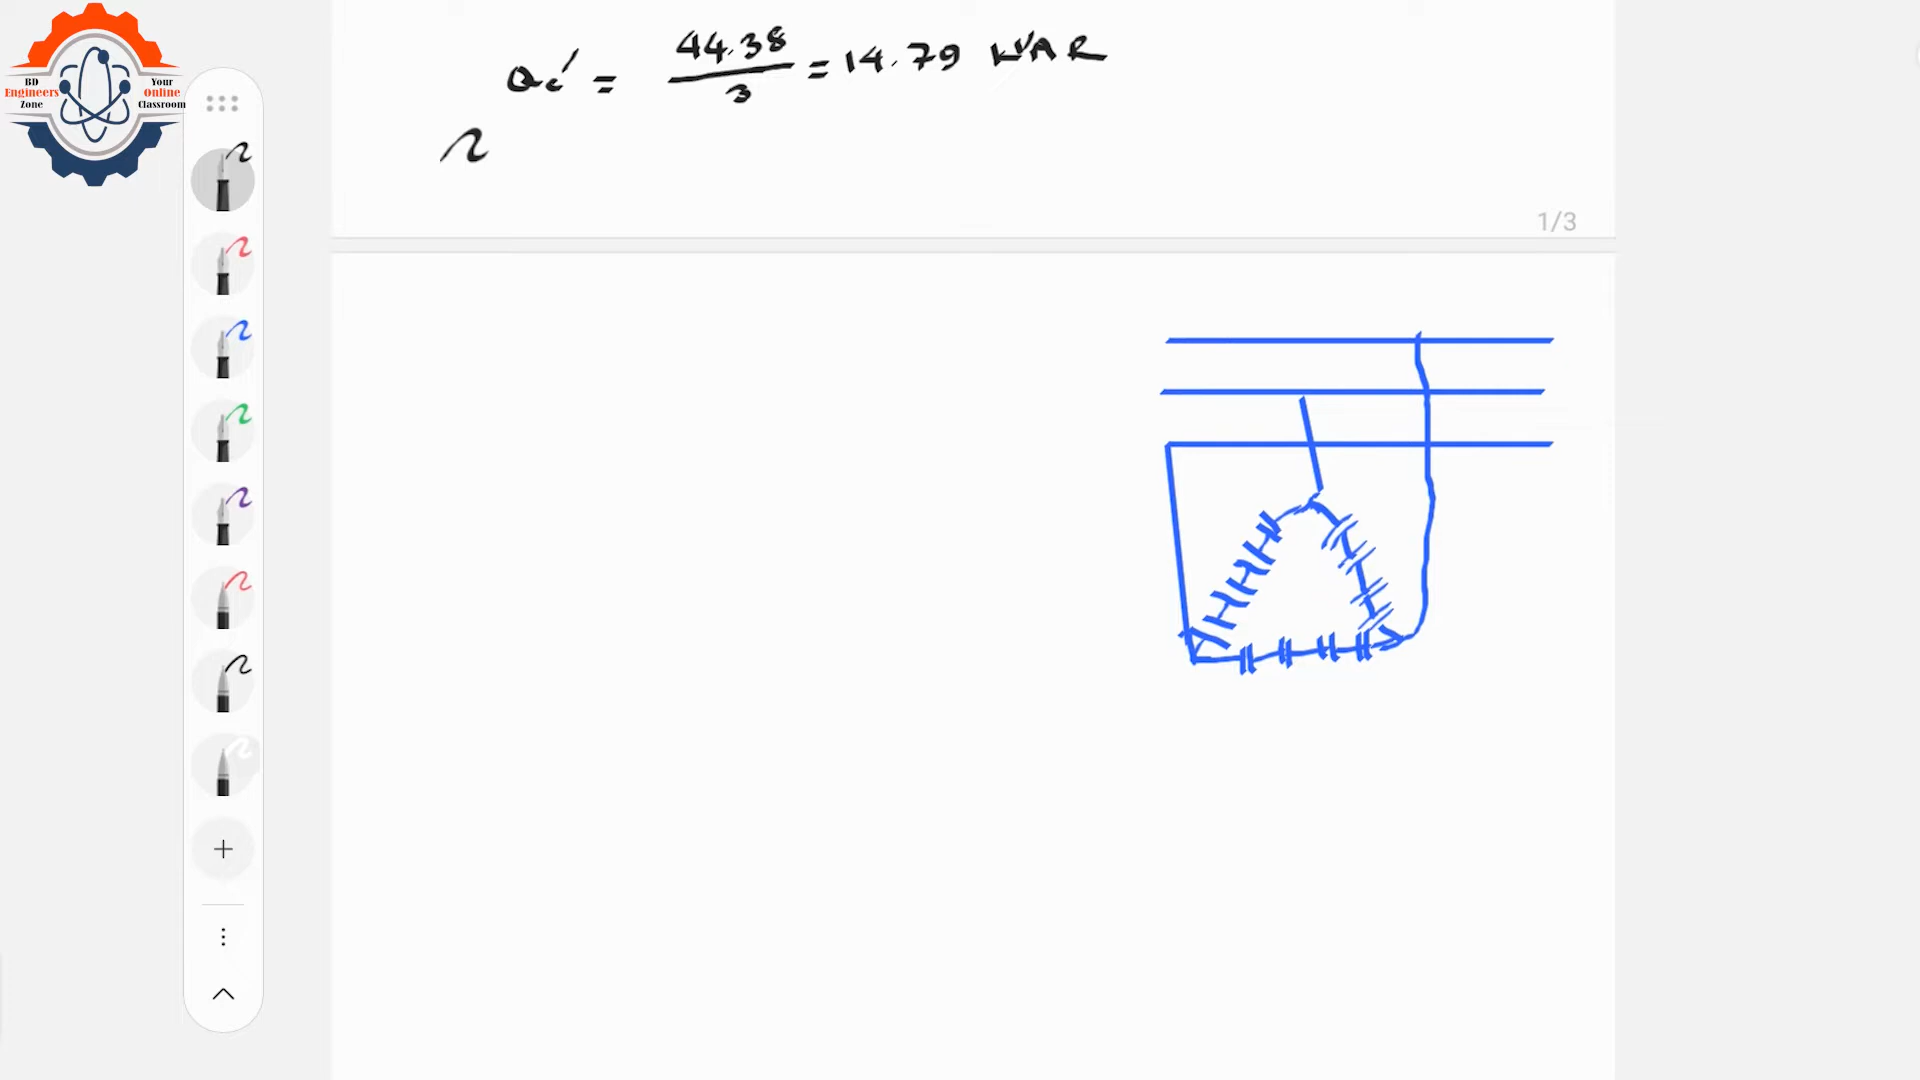 BD
Engineers
Zone
Your
Online
Classroom
Qc' = 44.38/3 = 14.79 kVAR
1/3